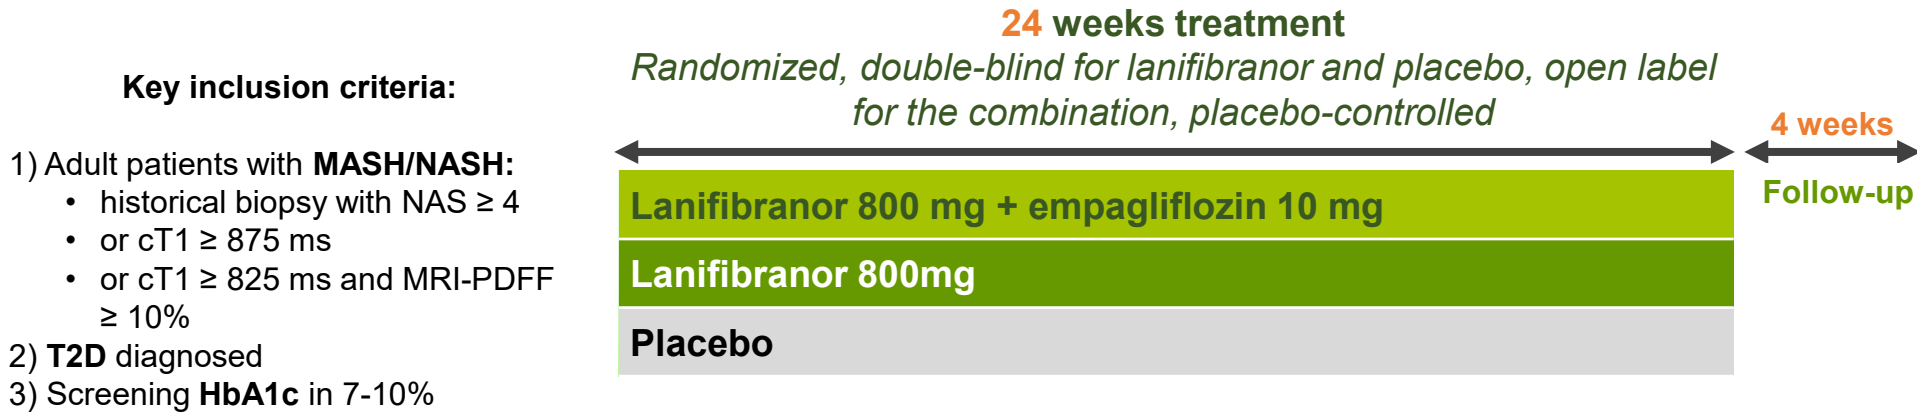 Key inclusion criteria:
1) Adult patients with MASH/NASH:
• historical biopsy with NAS ≥ 4
• or cT1 ≥ 875 ms
• or cT1 ≥ 825 ms and MRI-PDFF
≥ 10%
2) T2D diagnosed
3) Screening HbA1c in 7-10%
24 weeks treatment
Randomized, double-blind for lanifibranor and placebo, open label
for the combination, placebo-controlled
Lanifibranor 800 mg + empagliflozin 10 mg
Lanifibranor 800mg
Placebo
4 weeks
Follow-up